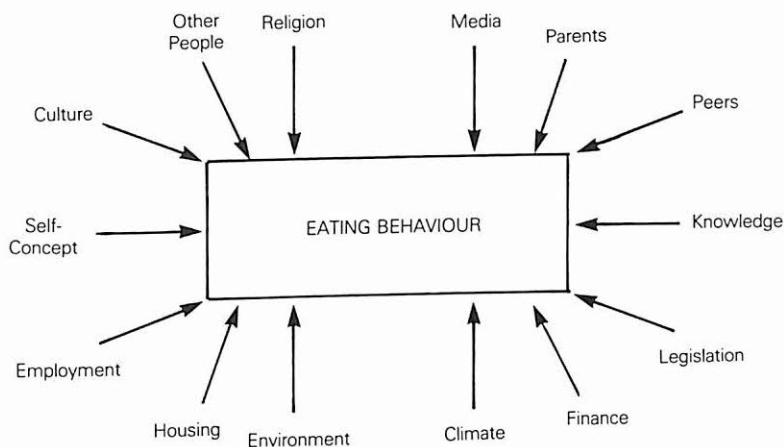 Other
People
Religion
Media
Parents
Peers
Culture
Self-
Concept
EATING BEHAVIOUR
Knowledge
Employment
Legislation
Housing
Environment
Climate
Finance